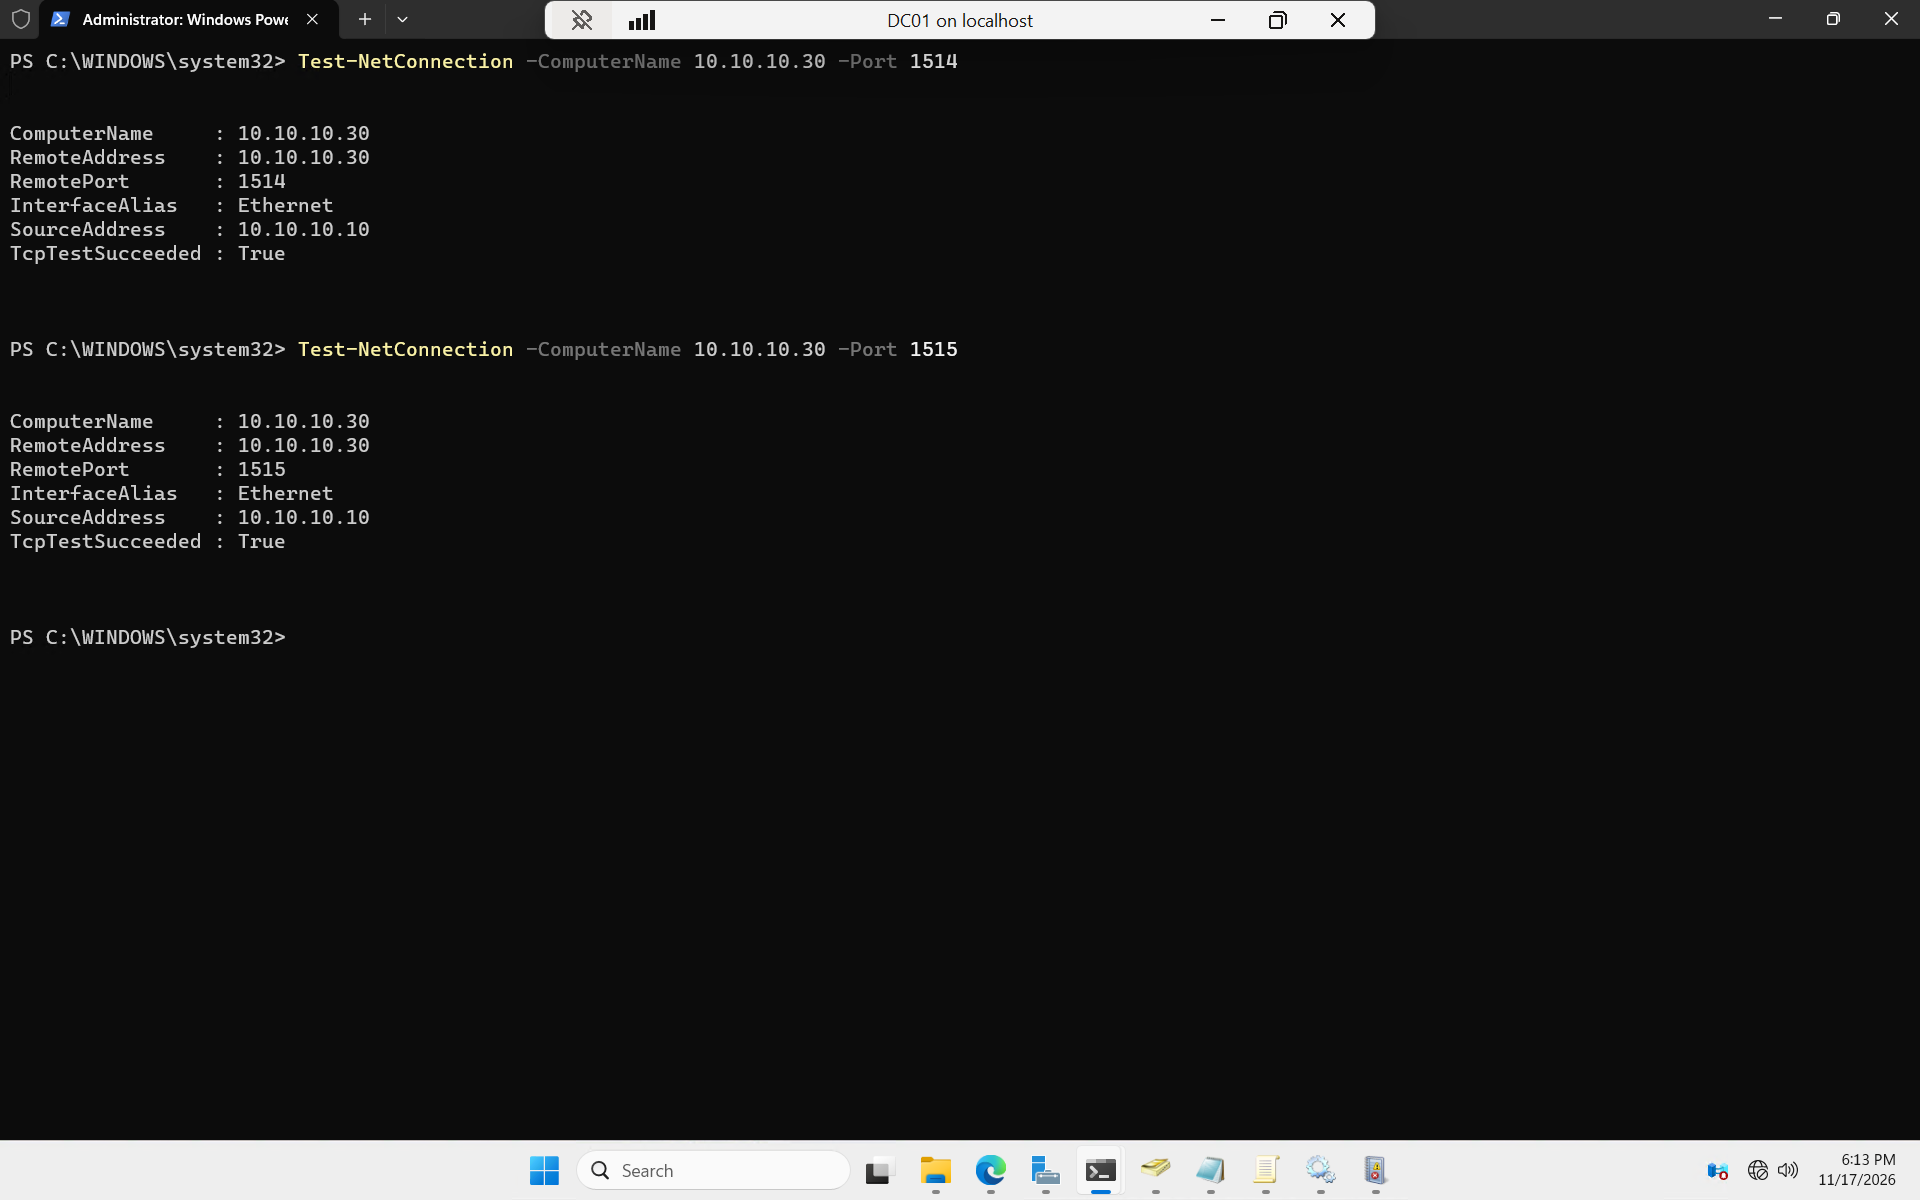 Administrator: Windows Powe
DC01 on localhost
PS C:\WINDOWS\system32> Test-NetConnection -ComputerName 10.10.10.30 -Port 1514
ComputerName     : 10.10.10.30
RemoteAddress    : 10.10.10.30
RemotePort       : 1514
InterfaceAlias   : Ethernet
SourceAddress    : 10.10.10.10
TcpTestSucceeded : True
PS C:\WINDOWS\system32> Test-NetConnection -ComputerName 10.10.10.30 -Port 1515
ComputerName     : 10.10.10.30
RemoteAddress    : 10.10.10.30
RemotePort       : 1515
InterfaceAlias   : Ethernet
SourceAddress    : 10.10.10.10
TcpTestSucceeded : True
PS C:\WINDOWS\system32>
Search
6:13 PM
11/17/2026